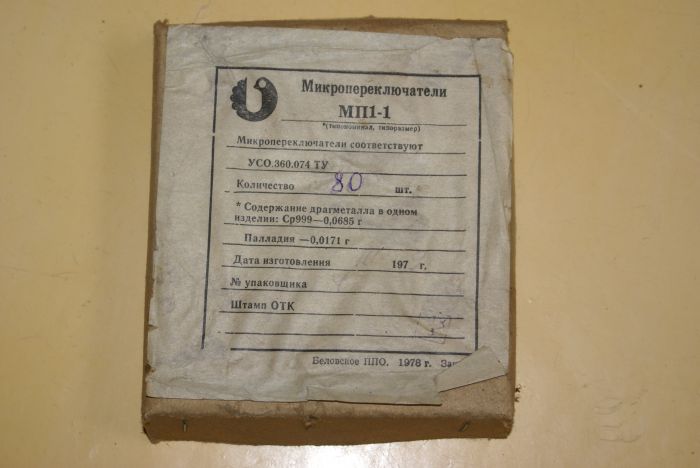 Микропереключатели
МП1-1
*(типономинал, типоразмер)
Микропереключатели соответствуют
УСО.360.074 ТУ
Количество 80 шт.
* Содержание драгметалла в одном
изделии: Ср999—0,0685 г
Палладия —0,0171 г
Дата изготовления 197 г.
№ упаковщика
Штамп ОТК
Беловское ППО. 1978 г.